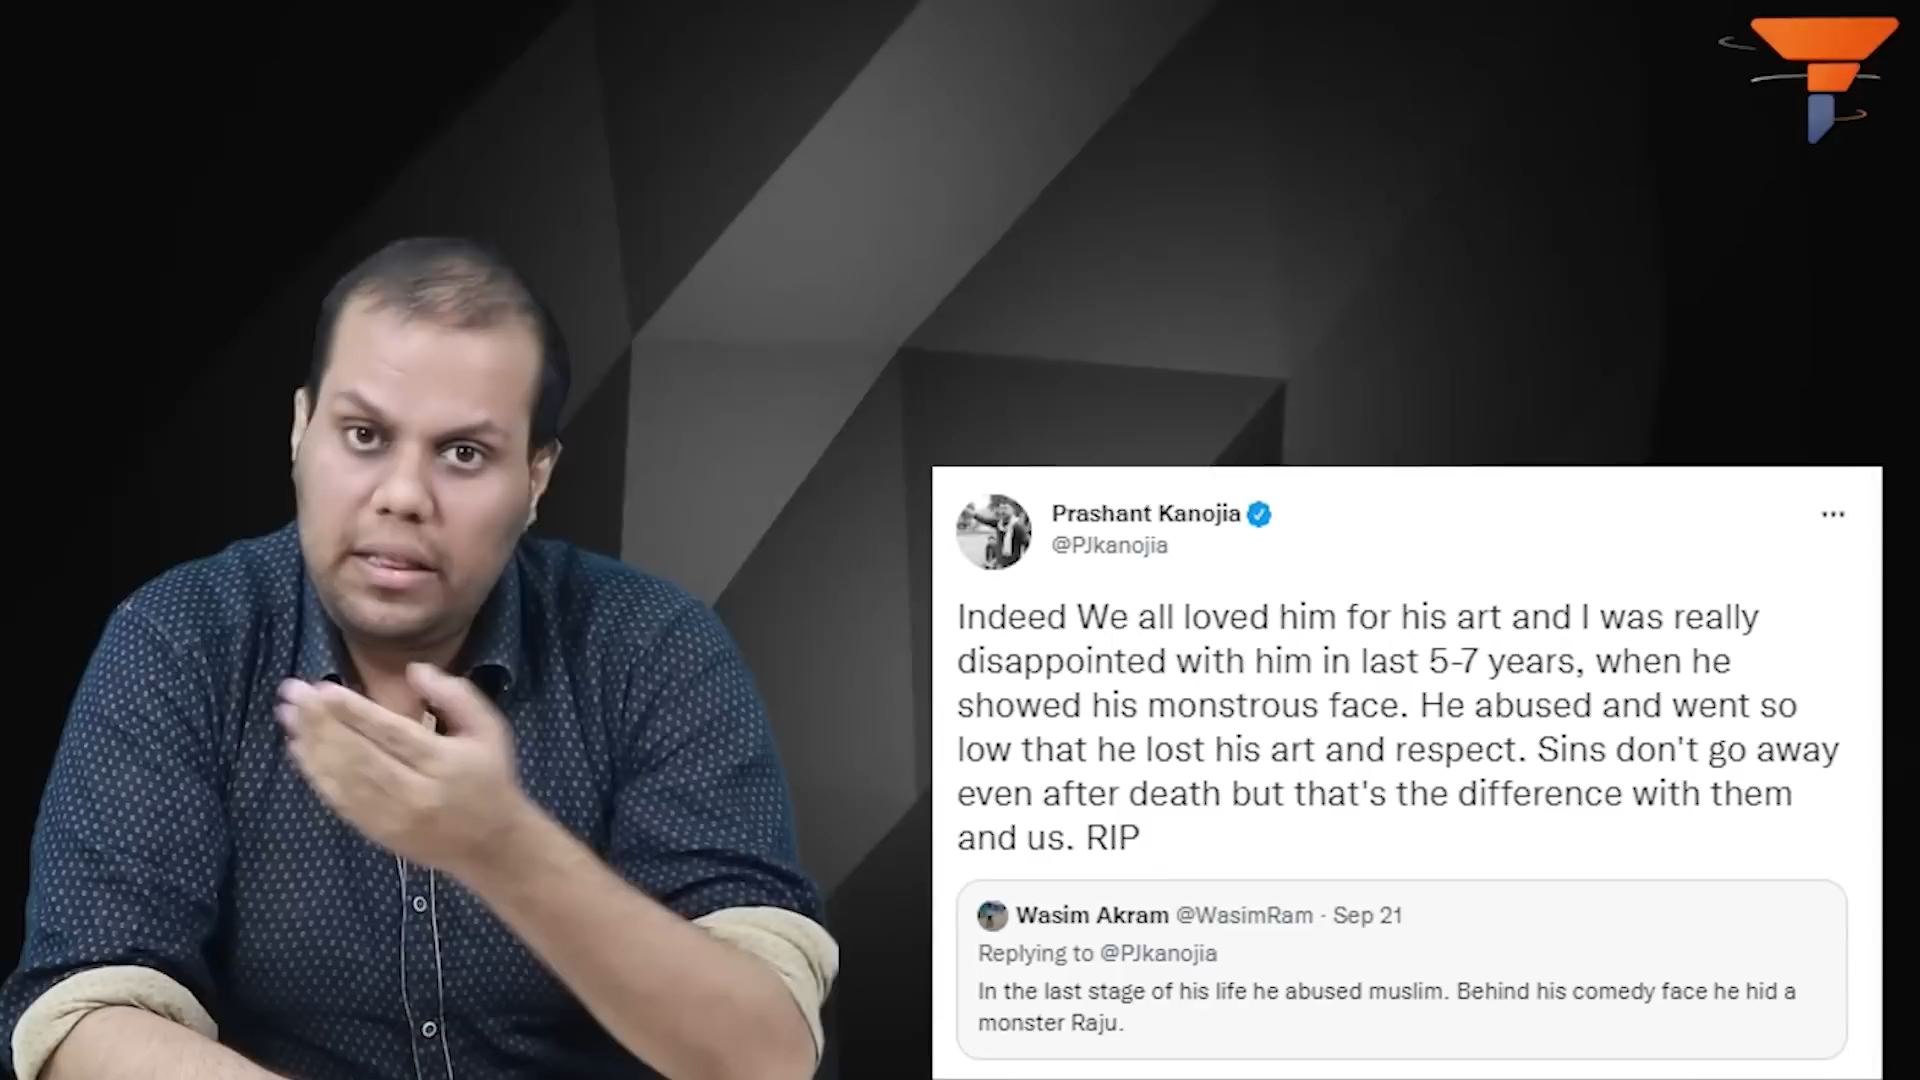 Prashant Kanojia
@PJkanojia
Indeed We all loved him for his art and I was really
disappointed with him in last 5-7 years, when he
showed his monstrous face. He abused and went so
low that he lost his art and respect. Sins don't go away
even after death but that's the difference with them
and us. RIP
Wasim Akram @WasimRam · Sep 21
Replying to @PJkanojia
In the last stage of his life he abused muslim. Behind his comedy face he hid a
monster Raju.